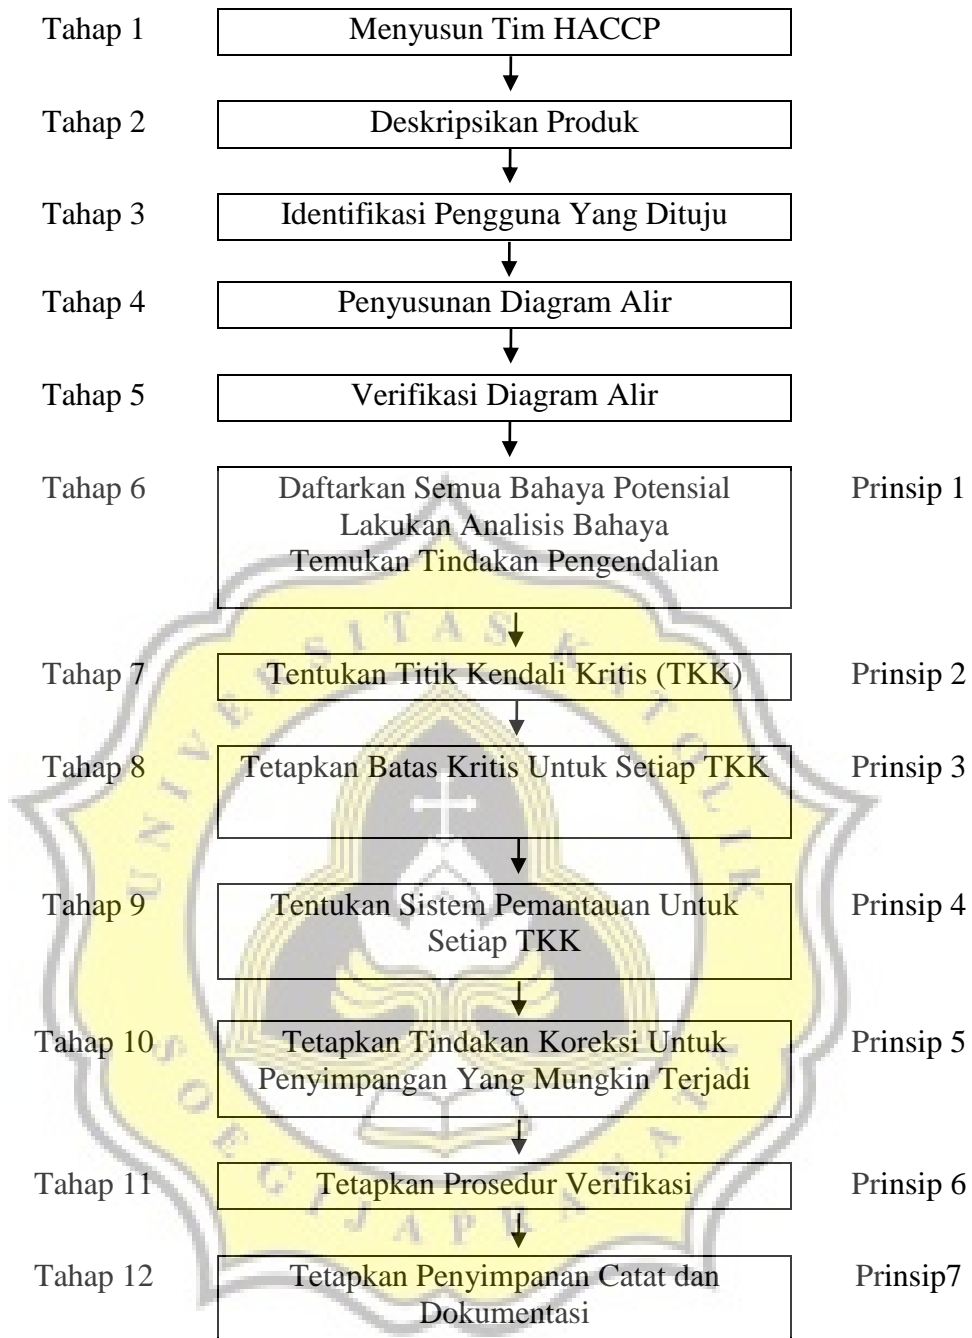 Tahap 1 Menyusun Tim HACCP
Tahap 2 Deskripsikan Produk
Tahap 3 Identifikasi Pengguna Yang Dituju
Tahap 4 Penyusunan Diagram Alir
Tahap 5 Verifikasi Diagram Alir
Tahap 6 Daftarkan Semua Bahaya Potensial Prinsip 1
Lakukan Analisis Bahaya
Temukan Tindakan Pengendalian
Tahap 7 Tentukan Titik Kendali Kritis (TKK) Prinsip 2
Tahap 8 Tetapkan Batas Kritis Untuk Setiap TKK Prinsip 3
Tahap 9 Tentukan Sistem Pemantauan Untuk Prinsip 4
Setiap TKK
Tahap 10 Tetapkan Tindakan Koreksi Untuk Prinsip 5
Penyimpangan Yang Mungkin Terjadi
Tahap 11 Tetapkan Prosedur Verifikasi Prinsip 6
Tahap 12 Tetapkan Penyimpanan Catat dan Prinsip7
Dokumentasi
UNIVERSITAS KATOLIK
SOEGIJAPRANATA